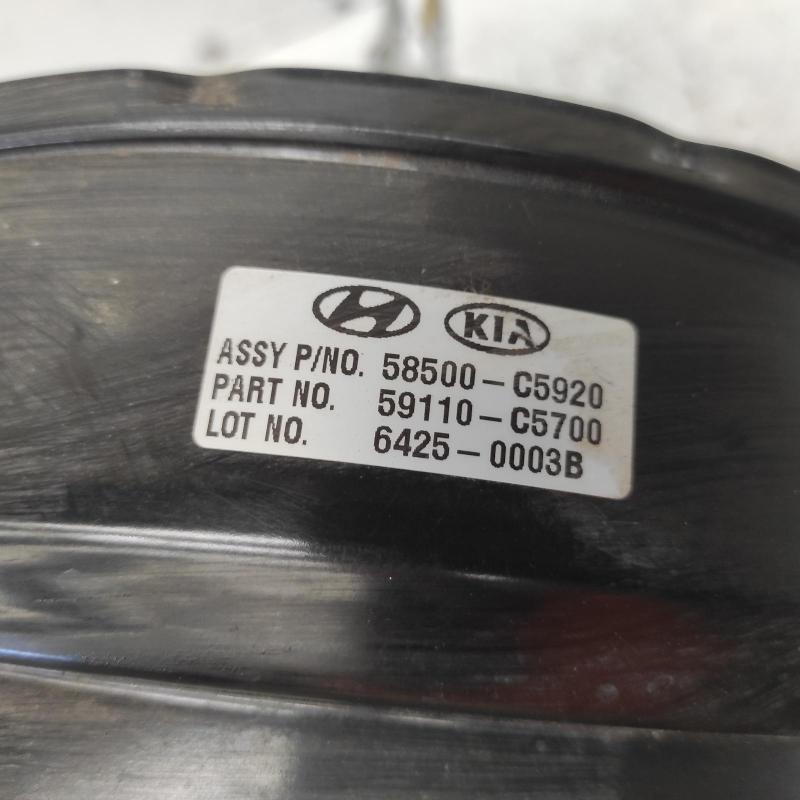 KIA
ASSY P/NO. 58500-C5920
PART NO. 59110-C5700
LOT NO. 6425-0003B